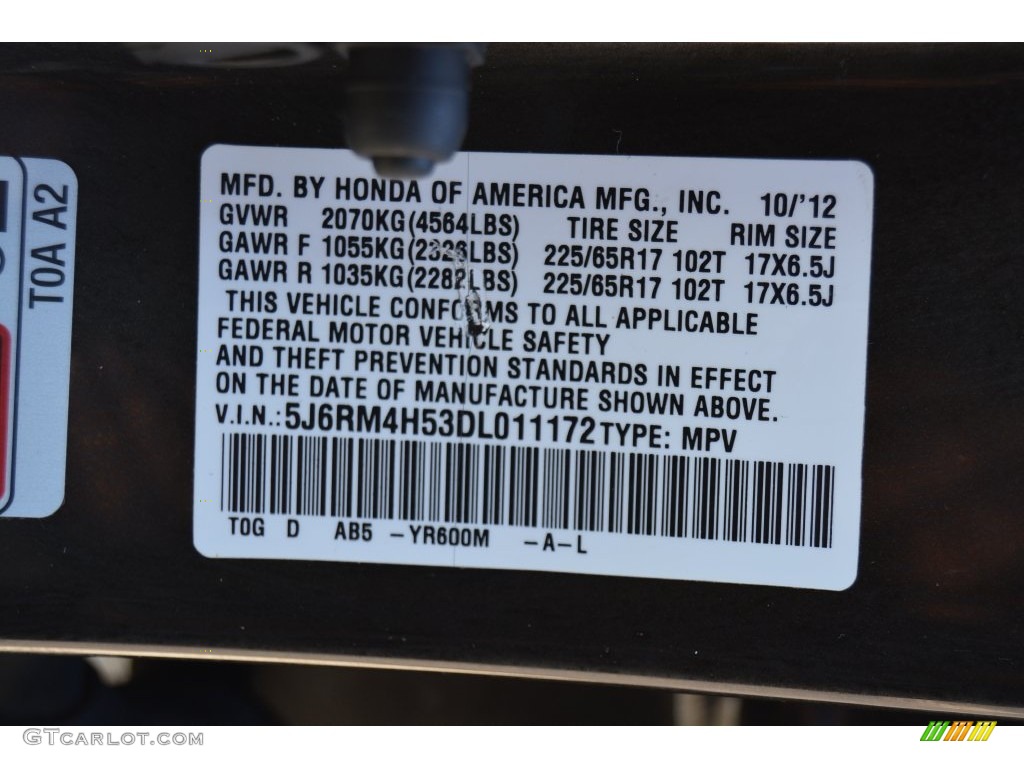 MFD. BY HONDA OF AMERICA MFG., INC. 10/'12
GVWR 2070KG(4564LBS) TIRE SIZE RIM SIZE
GAWR F 1055KG(2326LBS) 225/65R17 102T 17X6.5J
GAWR R 1035KG(2282LBS) 225/65R17 102T 17X6.5J
THIS VEHICLE CONFORMS TO ALL APPLICABLE
FEDERAL MOTOR VEHICLE SAFETY
AND THEFT PREVENTION STANDARDS IN EFFECT
ON THE DATE OF MANUFACTURE SHOWN ABOVE.
V.I.N.: 5J6RM4H53DL011172 TYPE: MPV
T0G D AB5 -YR600M -A-L
T0A A2
GTCARLOT.COM